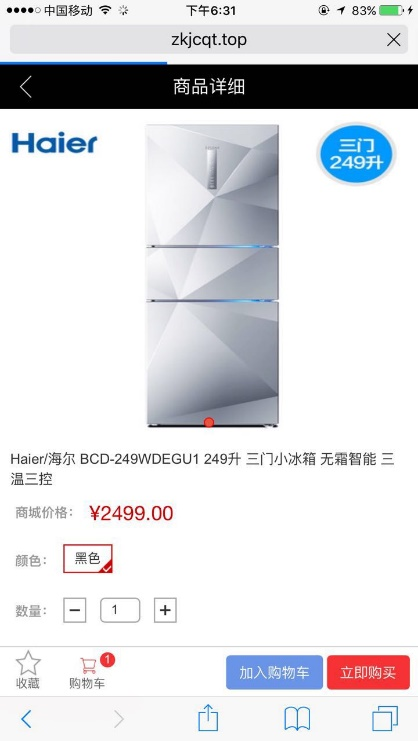 中国移动 下午6:31 83%
zkjcqt.top
商品详细
Haier
三门
249升
Haier/海尔 BCD-249WDEGU1 249升 三门小冰箱 无霜智能 三
温三控
商城价格： ¥2499.00
颜色： 黑色
数量： − 1 +
收藏 购物车 1 加入购物车 立即购买